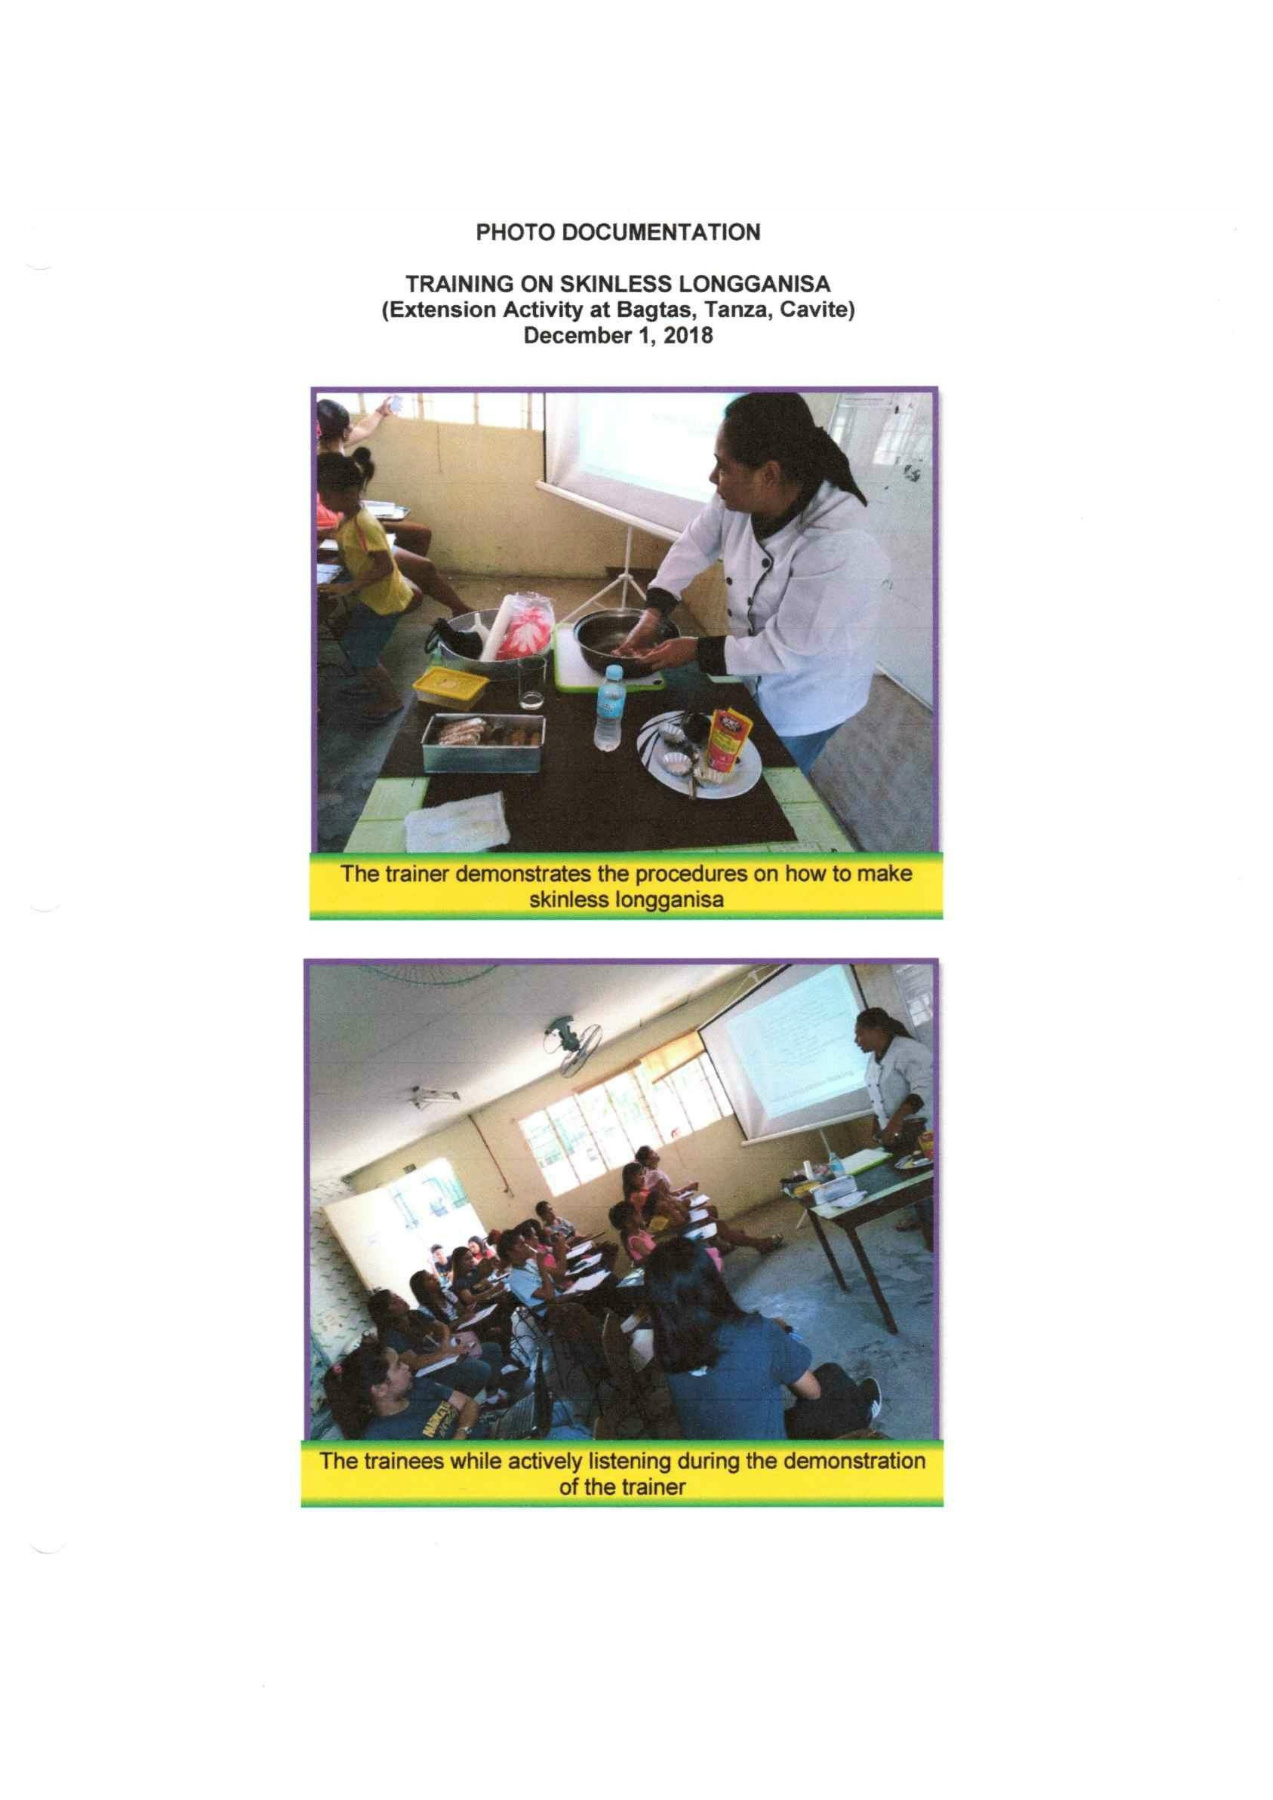 PHOTO DOCUMENTATION
TRAINING ON SKINLESS LONGGANISA
(Extension Activity at Bagtas, Tanza, Cavite)
December 1, 2018
The trainer demonstrates the procedures on how to make
skinless longganisa
The trainees while actively listening during the demonstration
of the trainer